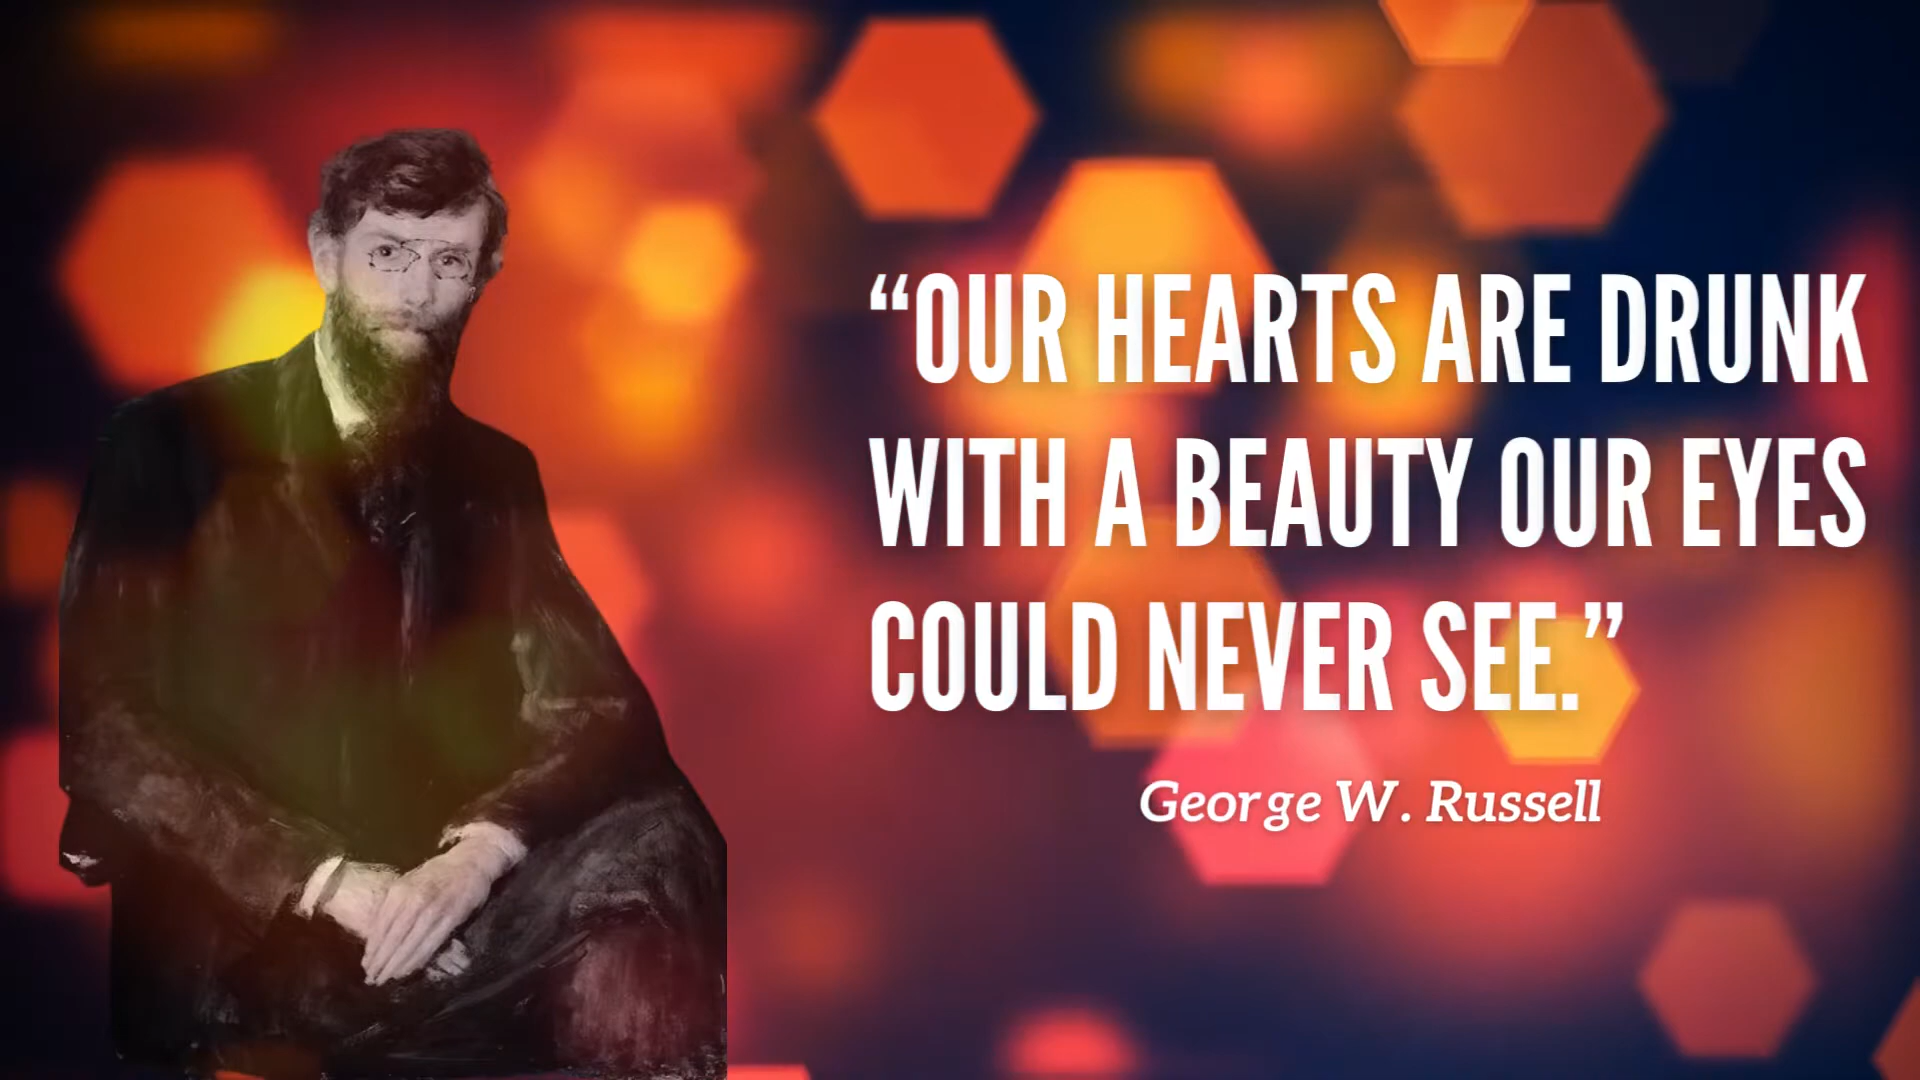 “OUR HEARTS ARE DRUNK
WITH A BEAUTY OUR EYES
COULD NEVER SEE.”
George W. Russell